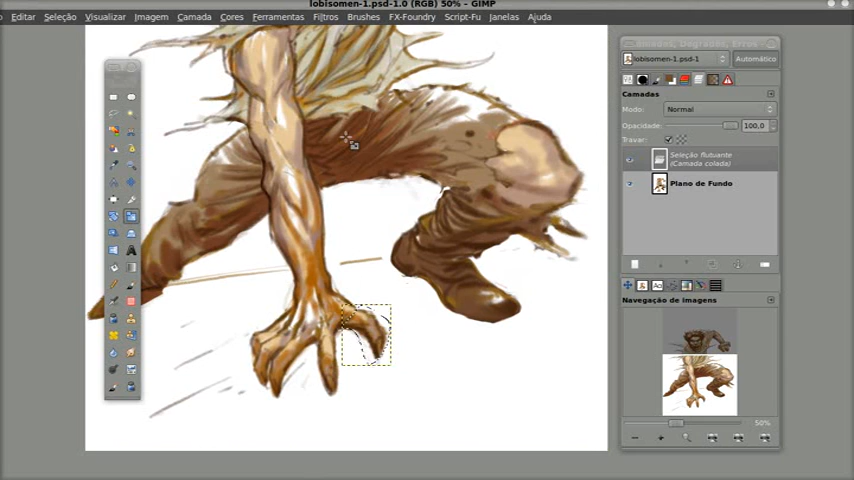 lobisomen-1.psd-1.0 (RGB) 50% – GIMP
Editar Seleção Visualizar Imagem Camada Cores Ferramentas Filtros Brushes FX-Foundry Script-Fu Janelas Ajuda
lobisomen-1.psd-1 Automático
Camadas
Modo: Normal
Opacidade: 100,0
Travar:
Seleção flutuante
(Camada colada)
Plano de Fundo
Navegação de imagens
50%